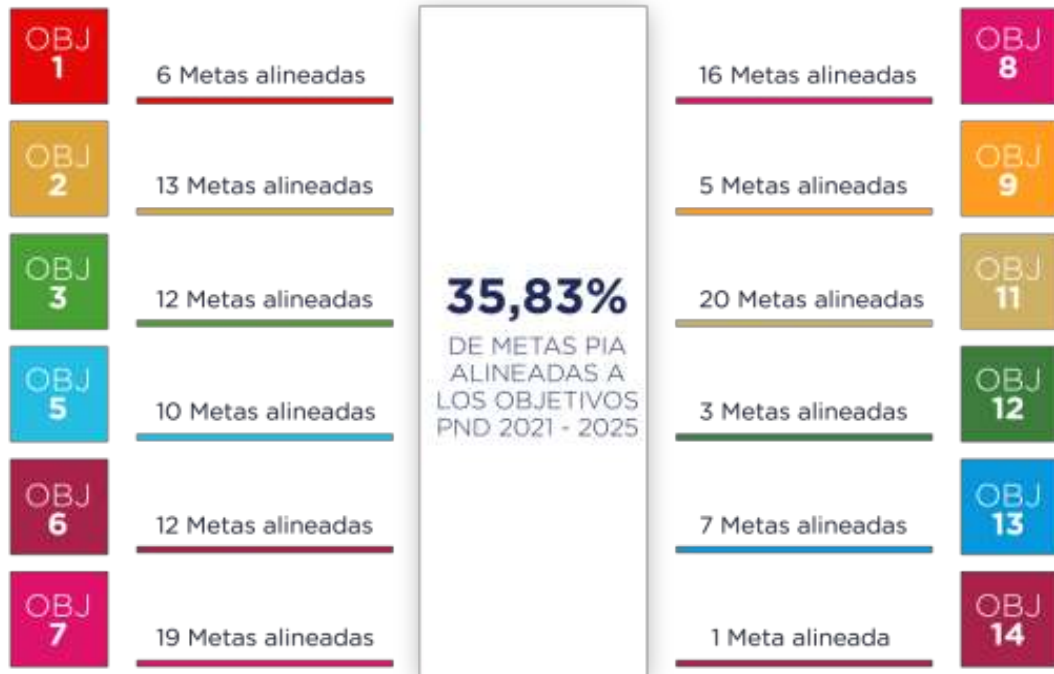 OBJ
1
6 Metas alineadas
OBJ
2
13 Metas alineadas
OBJ
3
12 Metas alineadas
OBJ
5
10 Metas alineadas
OBJ
6
12 Metas alineadas
OBJ
7
19 Metas alineadas
35,83%
DE METAS PIA
ALINEADAS A
LOS OBJETIVOS
PND 2021 - 2025
16 Metas alineadas
OBJ
8
5 Metas alineadas
OBJ
9
20 Metas alineadas
OBJ
11
3 Metas alineadas
OBJ
12
7 Metas alineadas
OBJ
13
1 Meta alineada
OBJ
14